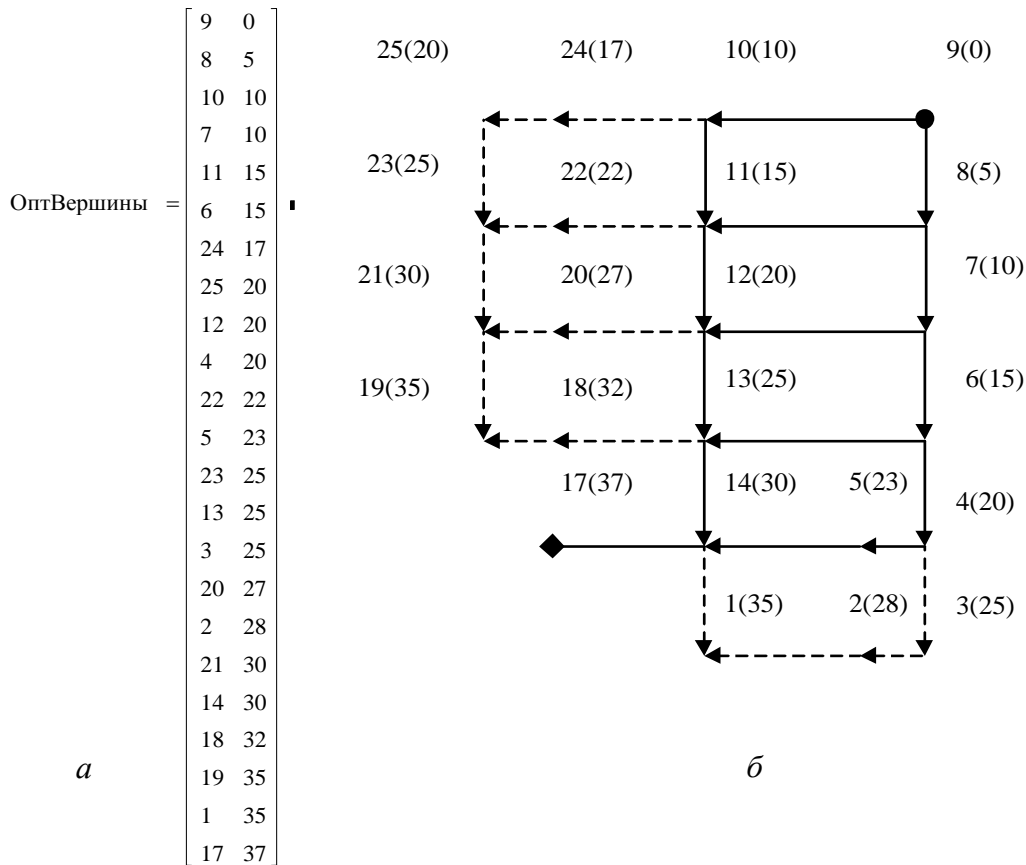 ОптВершины =
9 0
8 5
10 10
7 10
11 15
6 15
24 17
25 20
12 20
4 20
22 22
5 23
23 25
13 25
3 25
20 27
2 28
21 30
14 30
18 32
19 35
1 35
17 37
а
25(20) 24(17) 10(10) 9(0)
23(25) 22(22) 11(15) 8(5)
21(30) 20(27) 12(20) 7(10)
19(35) 18(32) 13(25) 6(15)
17(37) 14(30) 5(23) 4(20)
1(35) 2(28) 3(25)
б